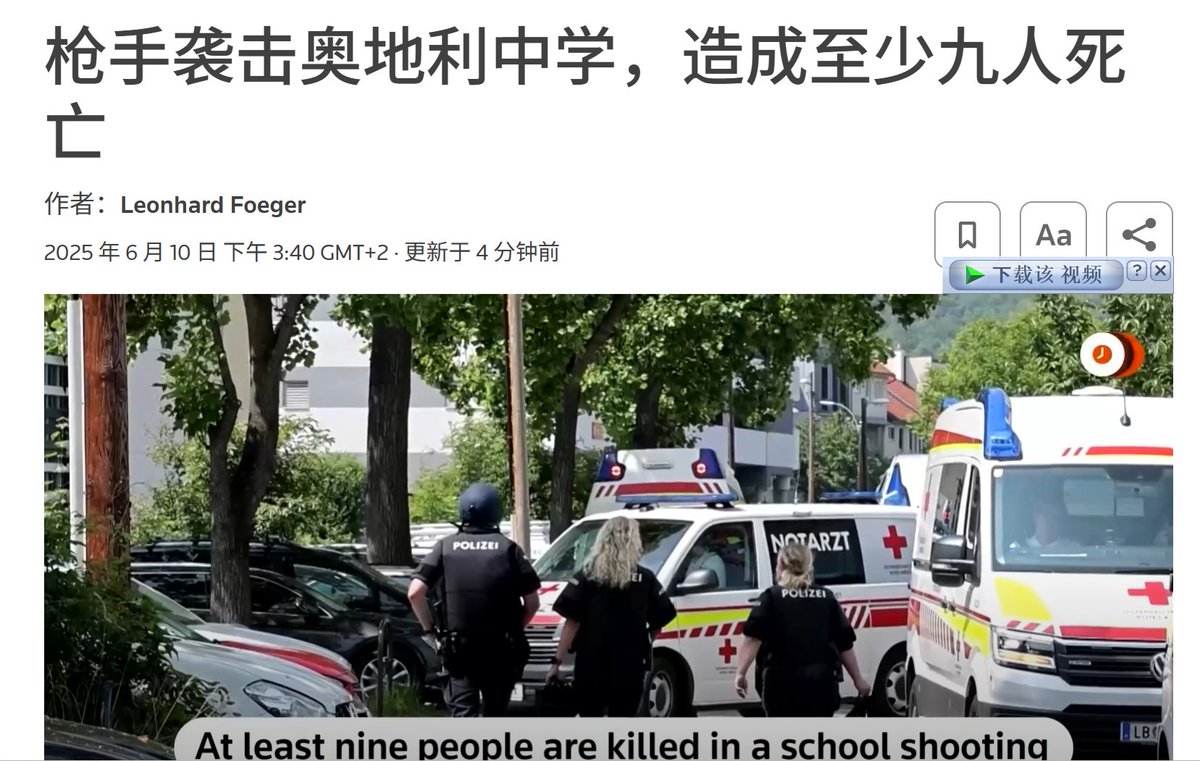 枪手袭击奥地利中学，造成至少九人死
亡
作者：Leonhard Foeger
2025 年 6 月 10 日 下午 3:40 GMT+2 · 更新于 4 分钟前
Aa
下载该 视频 ?
POLIZEI
NOTARZT
POLIZEI
LB
At least nine people are killed in a school shooting